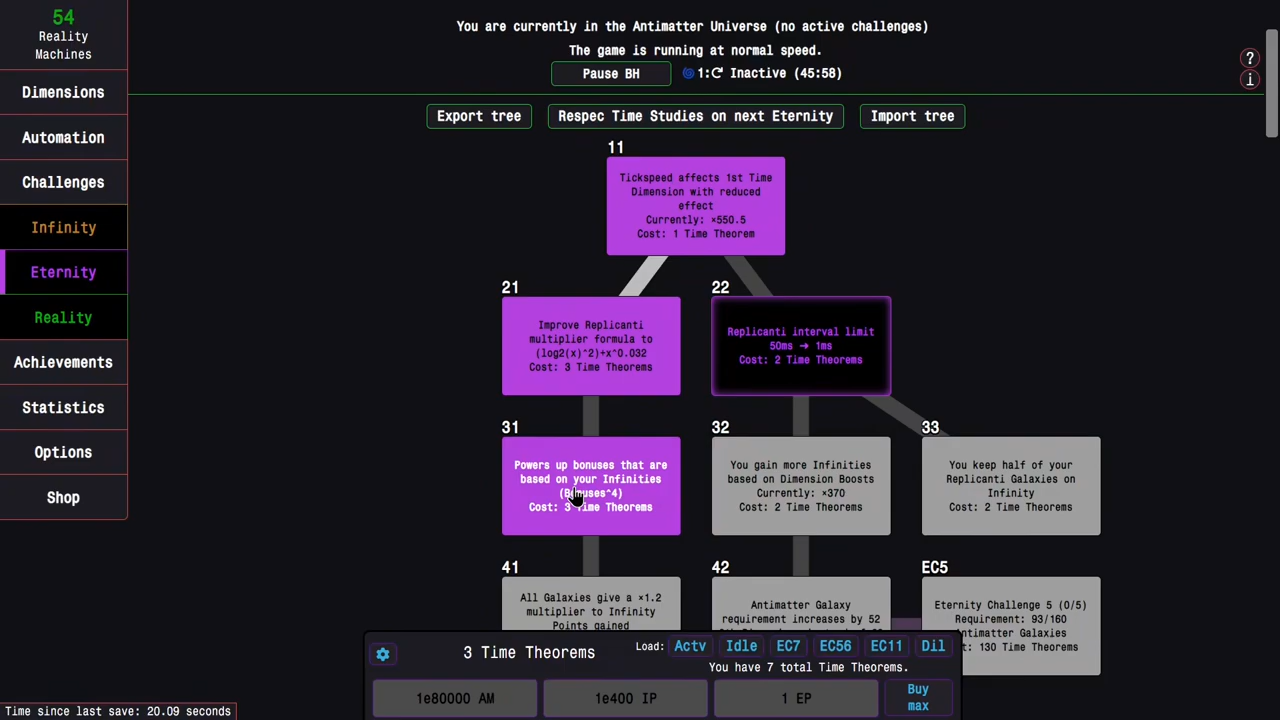 54
Reality
Machines
Dimensions
Automation
Challenges
Infinity
Eternity
Reality
Achievements
Statistics
Options
Shop
You are currently in the Antimatter Universe (no active challenges)
The game is running at normal speed.
Pause BH
1: Inactive (45:58)
?
i
Export tree
Respec Time Studies on next Eternity
Import tree
11
Tickspeed affects 1st Time
Dimension with reduced
effect
Currently: ×550.5
Cost: 1 Time Theorem
21
Improve Replicanti
multiplier formula to
(log2(x)^2)+x^0.032
Cost: 3 Time Theorems
22
Replicanti interval limit
50ms → 1ms
Cost: 2 Time Theorems
31
Powers up bonuses that are
based on your Infinities
(Bonuses^4)
Cost: 3 Time Theorems
32
You gain more Infinities
based on Dimension Boosts
Currently: ×370
Cost: 2 Time Theorems
33
You keep half of your
Replicanti Galaxies on
Infinity
Cost: 2 Time Theorems
41
All Galaxies give a ×1.2
multiplier to Infinity
Points gained
42
Antimatter Galaxy
requirement increases by 52
EC5
Eternity Challenge 5 (0/5)
Requirement: 93/160
Antimatter Galaxies
130 Time Theorems
3 Time Theorems
Load: Actv Idle EC7 EC56 EC11 Dil
You have 7 total Time Theorems.
1e80000 AM
1e400 IP
1 EP
Buy
max
Time since last save: 20.09 seconds